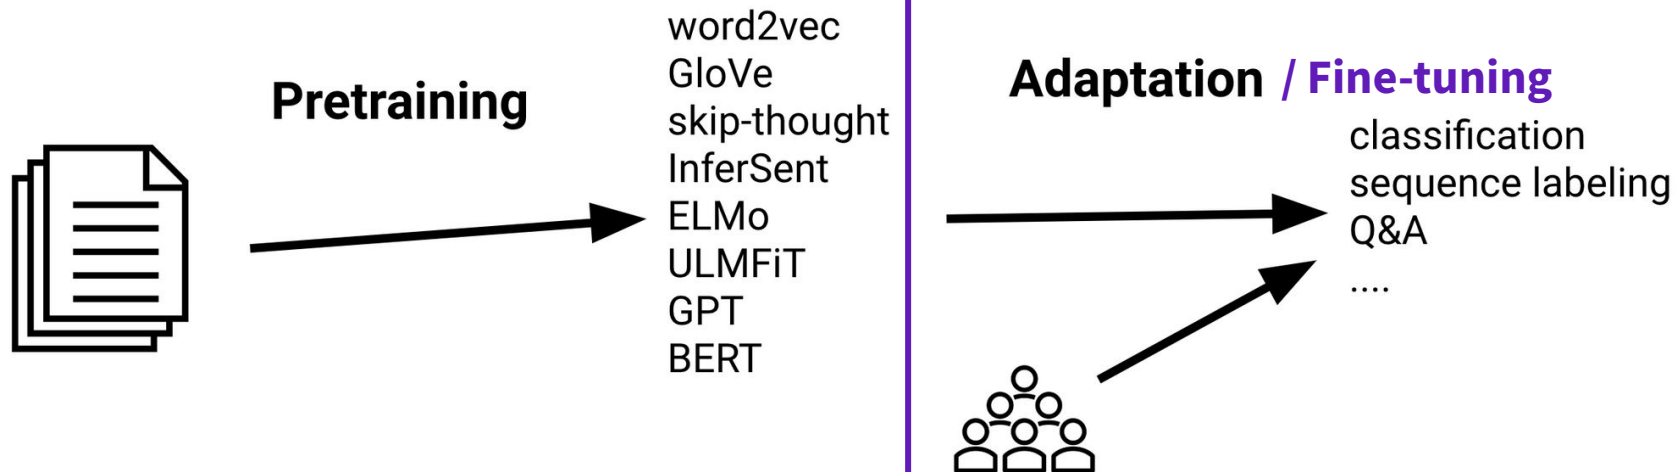 Pretraining
word2vec
GloVe
skip-thought
InferSent
ELMo
ULMFiT
GPT
BERT
Adaptation / Fine-tuning
classification
sequence labeling
Q&A
....